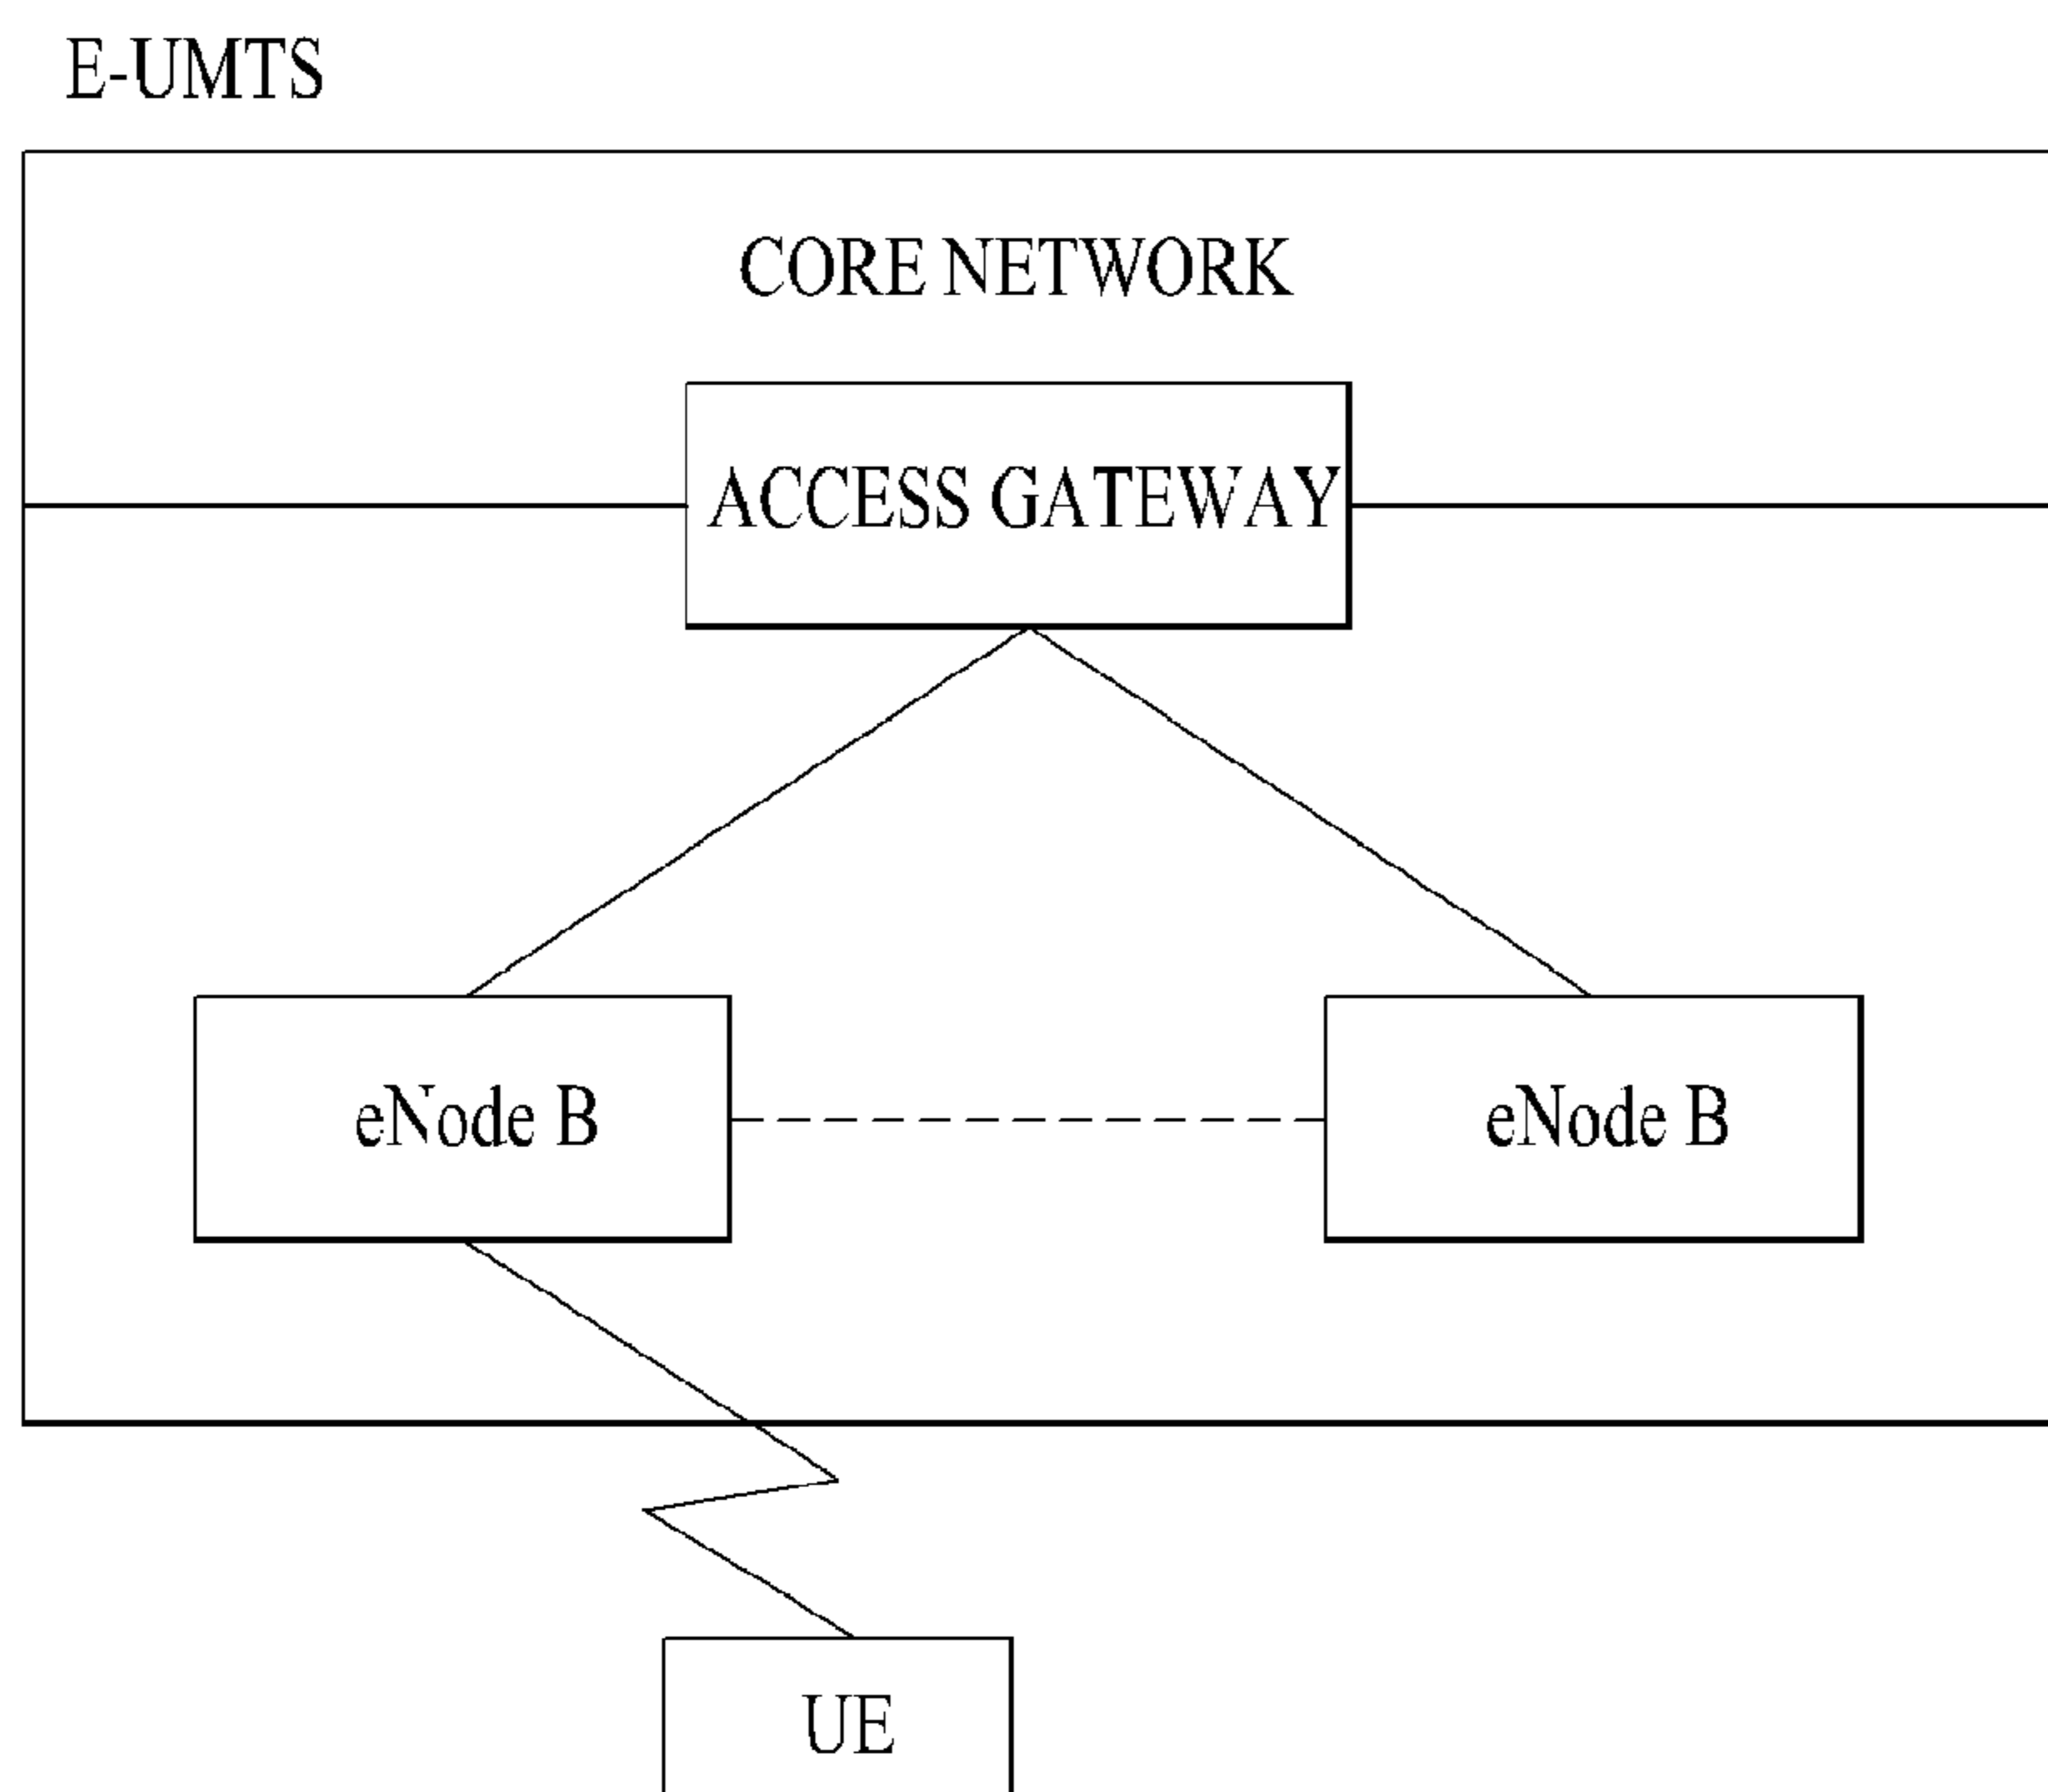 E-UMTS
CORE NETWORK
ACCESS GATEWAY
eNode B
eNode B
UE